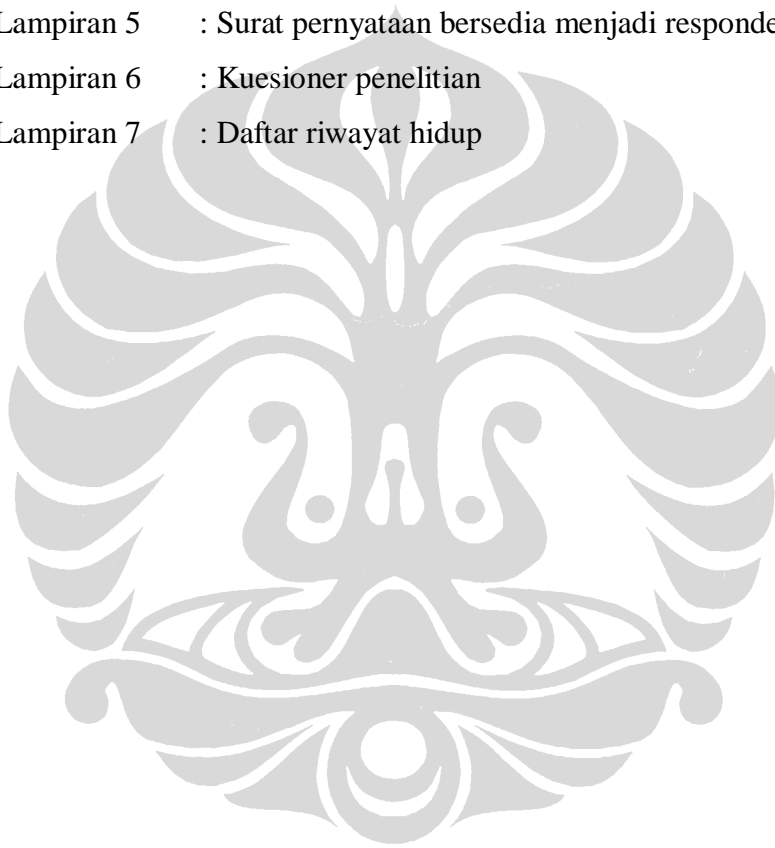 Lampiran 5 : Surat pernyataan bersedia menjadi responde
Lampiran 6 : Kuesioner penelitian
Lampiran 7 : Daftar riwayat hidup